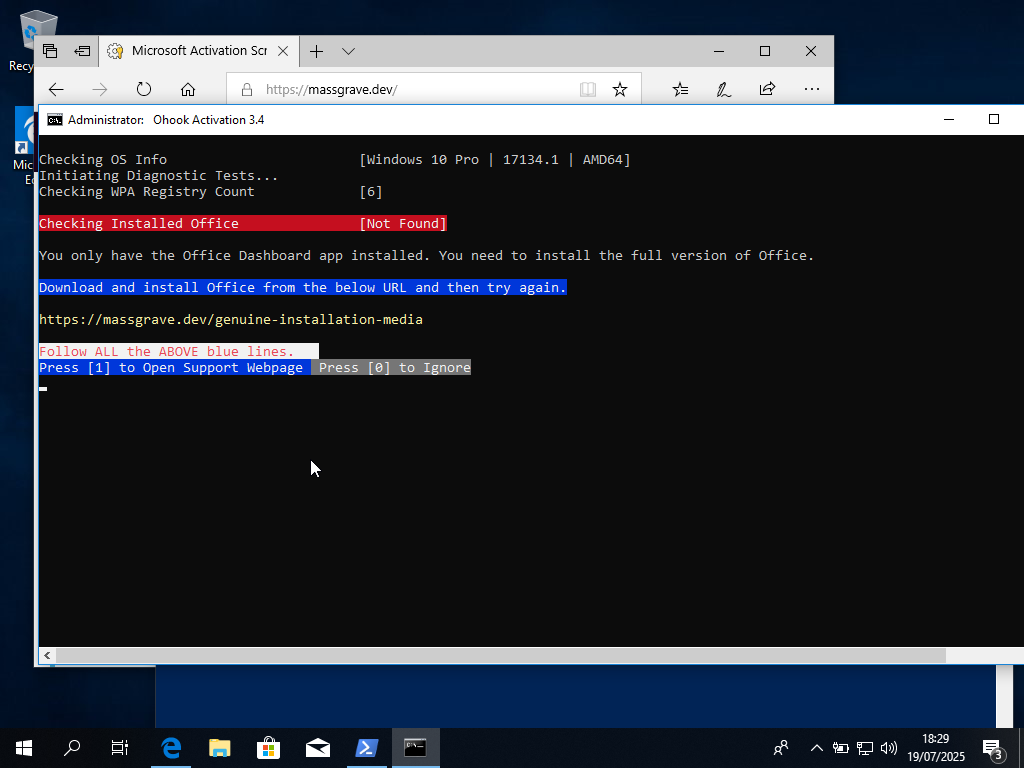 Recy
Microsoft Activation Scr
https://massgrave.dev/
Mic
E
Administrator: Ohook Activation 3.4
Checking OS Info [Windows 10 Pro | 17134.1 | AMD64]
Initiating Diagnostic Tests...
Checking WPA Registry Count [6]
Checking Installed Office [Not Found]
You only have the Office Dashboard app installed. You need to install the full version of Office.
Download and install Office from the below URL and then try again.
https://massgrave.dev/genuine-installation-media
Follow ALL the ABOVE blue lines.
Press [1] to Open Support Webpage Press [0] to Ignore
18:29
19/07/2025
3